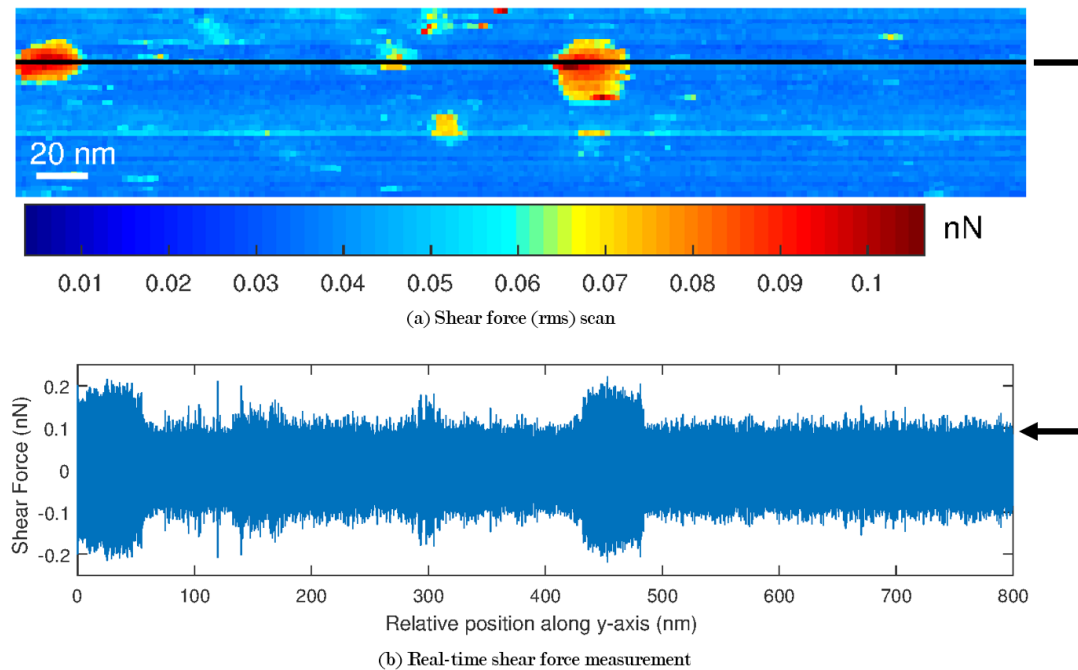 20 nm
nN
0.01 0.02 0.03 0.04 0.05 0.06 0.07 0.08 0.09 0.1
(a) Shear force (rms) scan
0.2
0.1
0
-0.1
-0.2
Shear Force (nN)
0 100 200 300 400 500 600 700 800
Relative position along y-axis (nm)
(b) Real-time shear force measurement